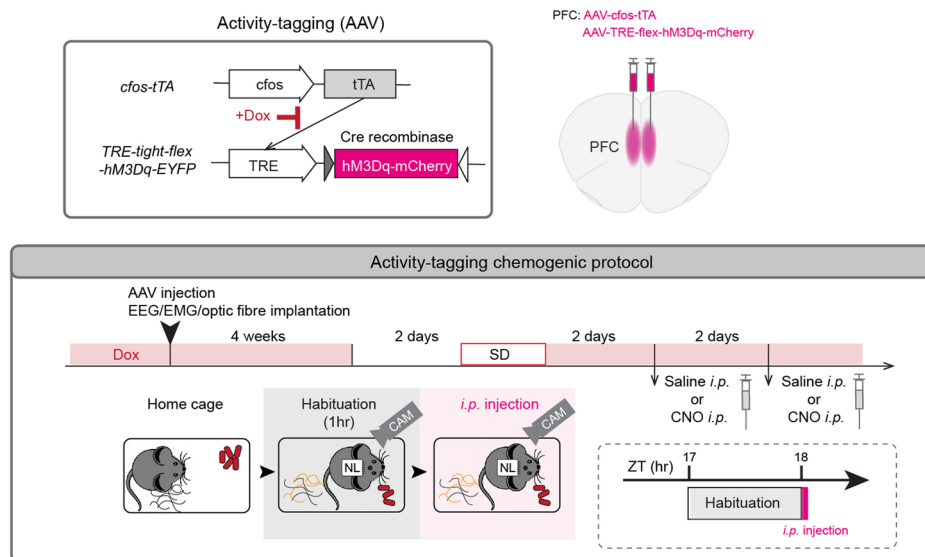 Activity-tagging (AAV)
PFC: AAV-cfos-tTA
AAV-TRE-flex-hM3Dq-mCherry
cfos-tTA
cfos
tTA
+Dox
Cre recombinase
TRE-tight-flex
-hM3Dq-EYFP
TRE
hM3Dq-mCherry
PFC
Activity-tagging chemogenic protocol
AAV injection
EEG/EMG/optic fibre implantation
Dox
4 weeks
2 days
SD
2 days
2 days
Saline i.p.
or
CNO i.p.
Saline i.p.
or
CNO i.p.
Home cage
Habituation
(1hr)
i.p. injection
CAM
CAM
NL
NL
ZT (hr)
17
18
Habituation
i.p. injection